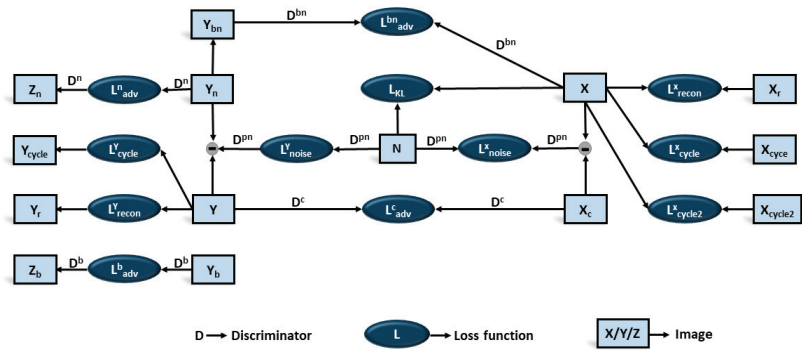 Y_bn D^bn L^bn_adv D^bn
Z_n D^n L^n_adv D^n Y_n L_KL X L^x_recon X_r
Y_cycle L^Y_cycle D^pn L^Y_noise D^pn N D^pn L^x_noise D^pn L^x_cycle X_cyce
Y_r L^Y_recon Y D^c L^c_adv D^c X_c L^x_cycle2 X_cycle2
Z_b D^b L^b_adv D^b Y_b
D Discriminator L Loss function X/Y/Z Image